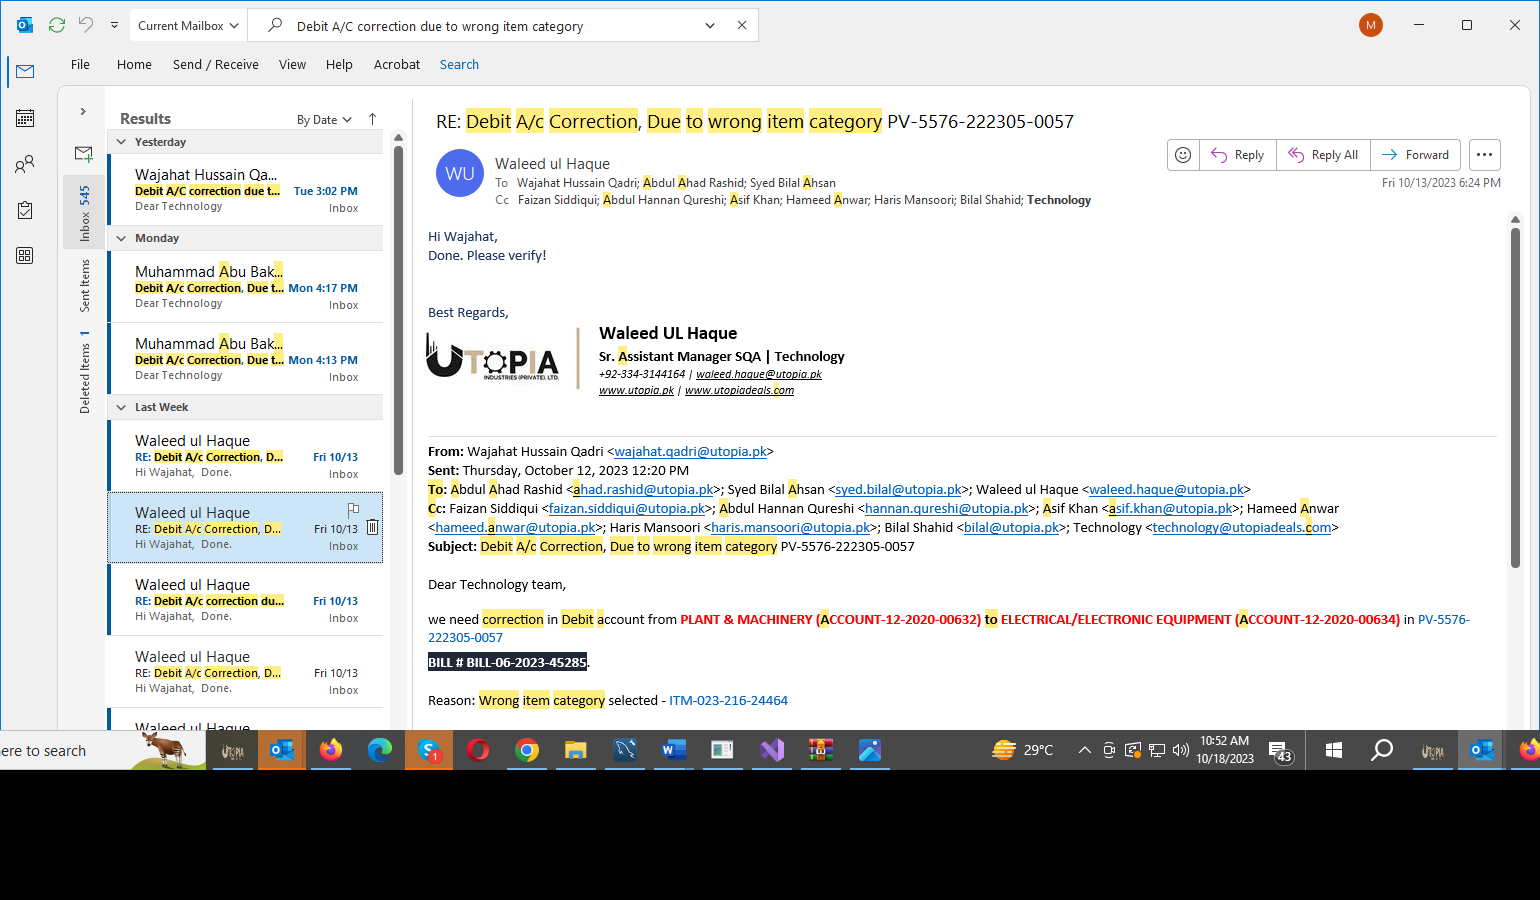 Current Mailbox
Debit A/C correction due to wrong item category
M
File Home Send / Receive View Help Acrobat Search
Inbox 545
Sent Items
Deleted Items 1
Results By Date
Yesterday
Wajahat Hussain Qa...
Debit A/C correction due t... Tue 3:02 PM
Dear Technology Inbox
Monday
Muhammad Abu Bak...
Debit A/c Correction, Due t... Mon 4:17 PM
Dear Technology Inbox
Muhammad Abu Bak...
Debit A/c Correction, Due t... Mon 4:13 PM
Dear Technology Inbox
Last Week
Waleed ul Haque
RE: Debit A/c Correction, D... Fri 10/13
Hi Wajahat, Done. Inbox
Waleed ul Haque
RE: Debit A/c Correction, D... Fri 10/13
Hi Wajahat, Done. Inbox
Waleed ul Haque
RE: Debit A/c correction du... Fri 10/13
Hi Wajahat, Done. Inbox
Waleed ul Haque
RE: Debit A/c Correction, D... Fri 10/13
Hi Wajahat, Done. Inbox
Waleed ul Haque
RE: Debit A/c Correction, Due to wrong item category PV-5576-222305-0057
WU
Waleed ul Haque
To Wajahat Hussain Qadri; Abdul Ahad Rashid; Syed Bilal Ahsan
Cc Faizan Siddiqui; Abdul Hannan Qureshi; Asif Khan; Hameed Anwar; Haris Mansoori; Bilal Shahid; Technology
Reply Reply All Forward
Fri 10/13/2023 6:24 PM
Hi Wajahat,
Done. Please verify!
Best Regards,
UTOPIA
INDUSTRIES (PRIVATE). LTD.
Waleed UL Haque
Sr. Assistant Manager SQA | Technology
+92-334-3144164 | waleed.haque@utopia.pk
www.utopia.pk | www.utopiadeals.com
From: Wajahat Hussain Qadri <wajahat.qadri@utopia.pk>
Sent: Thursday, October 12, 2023 12:20 PM
To: Abdul Ahad Rashid <ahad.rashid@utopia.pk>; Syed Bilal Ahsan <syed.bilal@utopia.pk>; Waleed ul Haque <waleed.haque@utopia.pk>
Cc: Faizan Siddiqui <faizan.siddiqui@utopia.pk>; Abdul Hannan Qureshi <hannan.qureshi@utopia.pk>; Asif Khan <asif.khan@utopia.pk>; Hameed Anwar
<hameed.anwar@utopia.pk>; Haris Mansoori <haris.mansoori@utopia.pk>; Bilal Shahid <bilal@utopia.pk>; Technology <technology@utopiadeals.com>
Subject: Debit A/c Correction, Due to wrong item category PV-5576-222305-0057
Dear Technology team,
we need correction in Debit account from PLANT & MACHINERY (ACCOUNT-12-2020-00632) to ELECTRICAL/ELECTRONIC EQUIPMENT (ACCOUNT-12-2020-00634) in PV-5576-
222305-0057
BILL # BILL-06-2023-45285.
Reason: Wrong item category selected - ITM-023-216-24464
ere to search
UTOPIA
1
29°C
10:52 AM
10/18/2023
43
UTOPIA